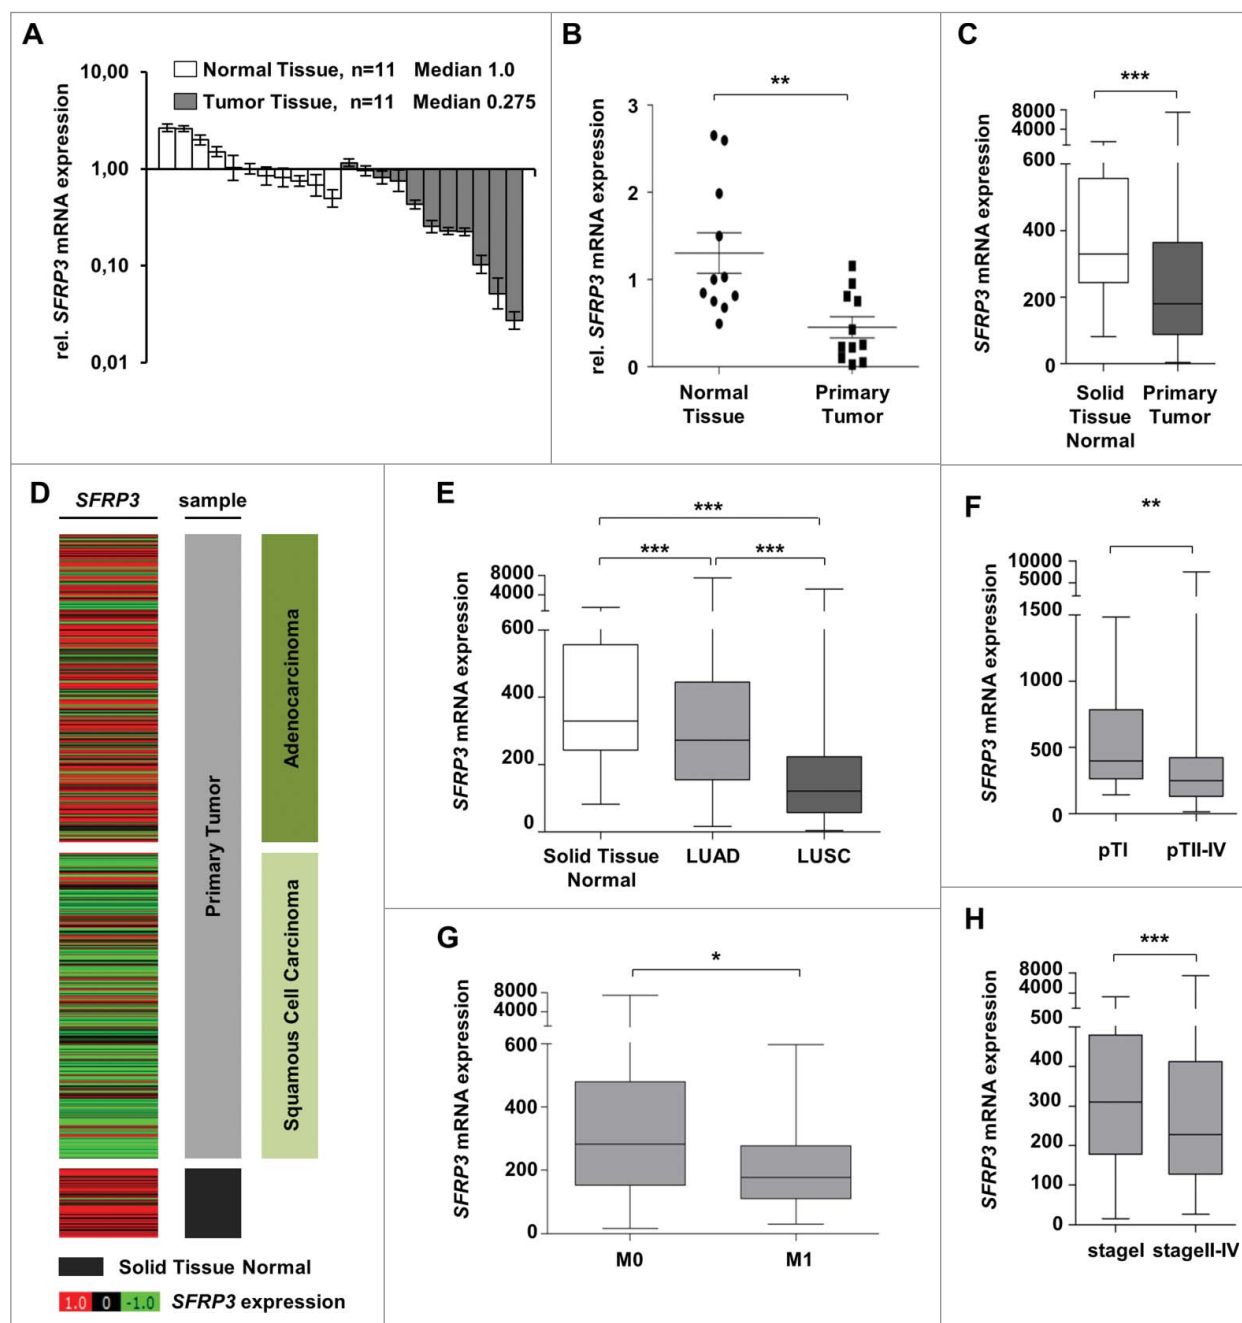 A
Normal Tissue, n=11 Median 1.0
Tumor Tissue, n=11 Median 0.275
rel. SFRP3 mRNA expression
10,00
1,00
0,10
0,01
B
**
rel. SFRP3 mRNA expression
3
2
1
0
Normal
Tissue
Primary
Tumor
C
***
SFRP3 mRNA expression
8000
4000
600
400
200
0
Solid
Tissue
Normal
Primary
Tumor
D
SFRP3
sample
Primary Tumor
Adenocarcinoma
Squamous Cell Carcinoma
Solid Tissue Normal
1.0 0 -1.0 SFRP3 expression
E
***
*** ***
SFRP3 mRNA expression
8000
4000
600
400
200
0
Solid Tissue
Normal
LUAD
LUSC
F
**
SFRP3 mRNA expression
10000
5000
1500
1000
500
0
pTI pTII-IV
G
*
SFRP3 mRNA expression
8000
4000
600
400
200
0
M0 M1
H
***
SFRP3 mRNA expression
8000
4000
500
400
300
200
100
0
stageI stageII-IV